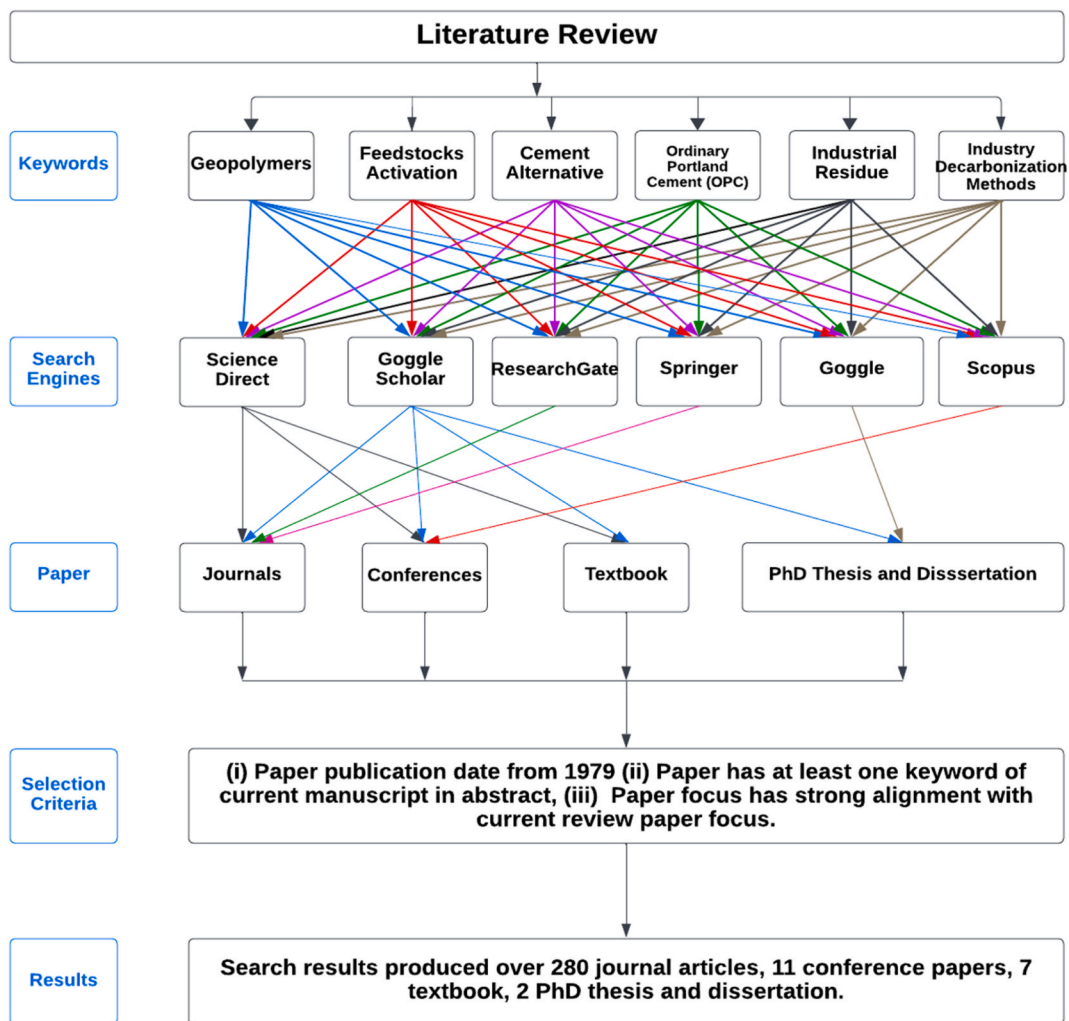 Literature Review
Keywords
Geopolymers
Feedstocks
Activation
Cement
Alternative
Ordinary
Portland
Cement (OPC)
Industrial
Residue
Industry
Decarbonization
Methods
Search
Engines
Science
Direct
Goggle
Scholar
ResearchGate
Springer
Goggle
Scopus
Paper
Journals
Conferences
Textbook
PhD Thesis and Disssertation
Selection
Criteria
(i) Paper publication date from 1979 (ii) Paper has at least one keyword of
current manuscript in abstract, (iii) Paper focus has strong alignment with
current review paper focus.
Results
Search results produced over 280 journal articles, 11 conference papers, 7
textbook, 2 PhD thesis and dissertation.